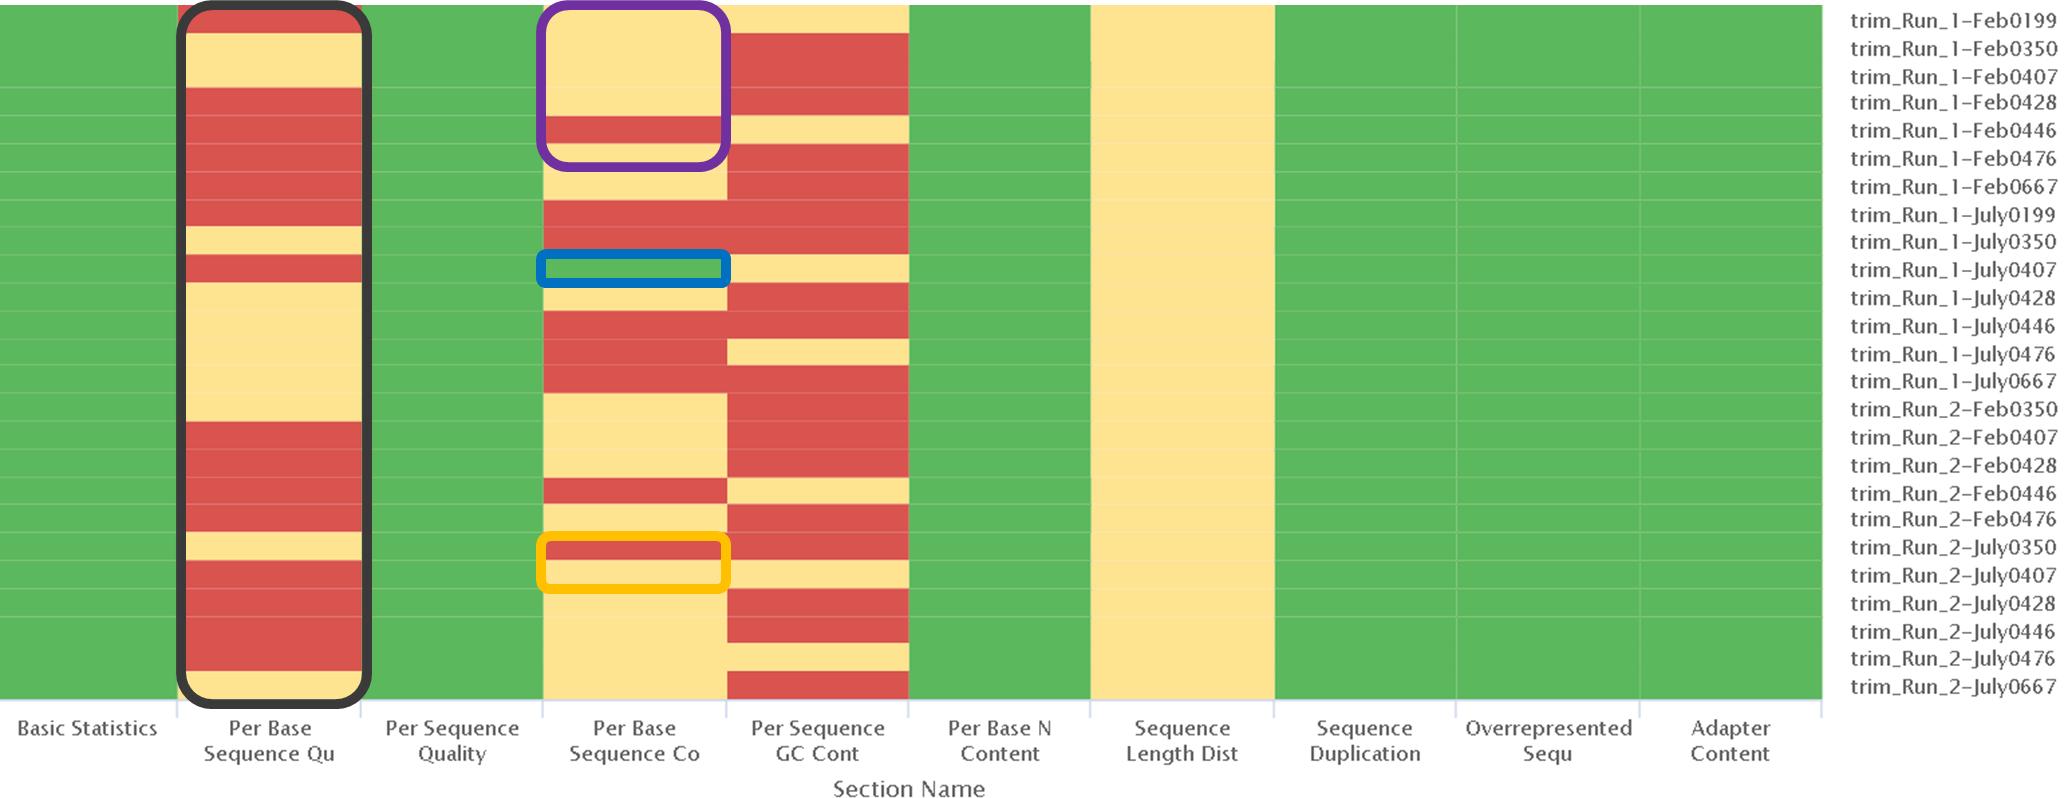 trim_Run_1-Feb0199
trim_Run_1-Feb0350
trim_Run_1-Feb0407
trim_Run_1-Feb0428
trim_Run_1-Feb0446
trim_Run_1-Feb0476
trim_Run_1-Feb0667
trim_Run_1-July0199
trim_Run_1-July0350
trim_Run_1-July0407
trim_Run_1-July0428
trim_Run_1-July0446
trim_Run_1-July0476
trim_Run_1-July0667
trim_Run_2-Feb0350
trim_Run_2-Feb0407
trim_Run_2-Feb0428
trim_Run_2-Feb0446
trim_Run_2-Feb0476
trim_Run_2-July0350
trim_Run_2-July0407
trim_Run_2-July0428
trim_Run_2-July0446
trim_Run_2-July0476
trim_Run_2-July0667
Basic Statistics
Per Base
Sequence Qu
Per Sequence
Quality
Per Base
Sequence Co
Per Sequence
GC Cont
Per Base N
Content
Sequence
Length Dist
Sequence
Duplication
Overrepresented
Sequ
Adapter
Content
Section Name